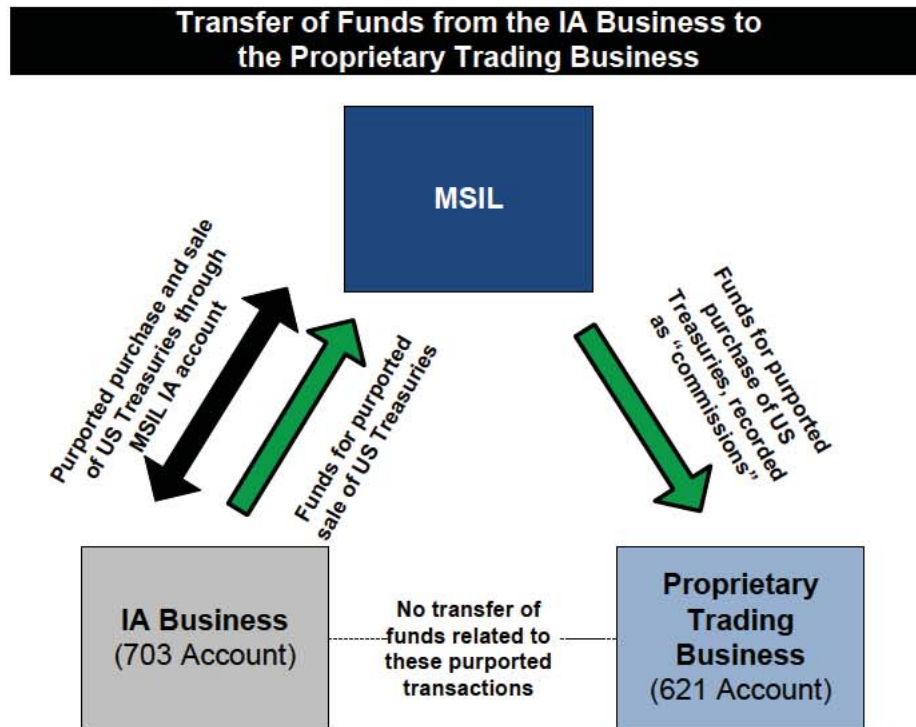 Transfer of Funds from the IA Business to
the Proprietary Trading Business
MSIL
Purported purchase and sale
of US Treasuries through
MSIL IA account
Funds for purported
sale of US Treasuries
Funds for purported
purchase of US
Treasuries, recorded
as “commissions”
IA Business
(703 Account)
No transfer of
funds related to
these purported
transactions
Proprietary
Trading
Business
(621 Account)